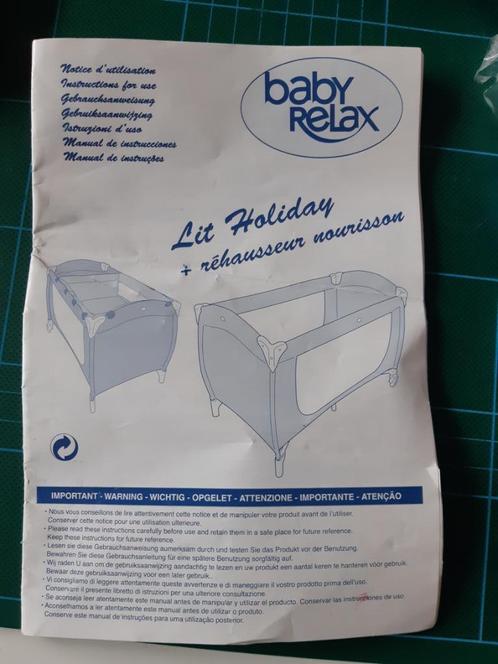 Notice d'utilisation
Instructions for use
Gebrauchsanweisung
Gebruiksaanwijzing
Istruzioni d'uso
Manual de instrucciones
Manual de instruções
baby
RELAX
Lit Holiday
+ réhausseur nourisson
IMPORTANT - WARNING - WICHTIG - OPGELET - ATTENZIONE - IMPORTANTE - ATENÇÃO
• Nous vous conseillons de lire attentivement cette notice et de manipuler votre produit avant de l'utiliser.
Conserver cette notice pour une utilisation ulterieure.
• Please read these instructions carefully before use and retain them in a safe place for future reference.
Keep these instructions for future reference.
• Lesen sie diese Gebrauchsanweisung aumerksam durch und testen Sie das Produkt vor der Benutzung.
Bewahren Sie diese Gebrauchsanleitung für eine spätere Benutzung sorgfältig auf.
• Wij raden U aan om de gebruiksaanwijzing aandachtig te lezen en uw produkt een aantal keren te hanteren vóór gebruik.
Bewaar deze gebruiksaanwijzing voor een later gebruik.
• Vi consigliamo di leggere attentamente queste avvertenze e di maneggiare il vostro prodotto prima dell'uso.
Conservare il presente libretto di istruzioni per una ulteriore consultazione.
• Se aconseja leer atentamente este manual antes de manipular y utilizar el producto. Conservar las instrucciones de uso
• Aconselhamos a ler atentamente este manual antes de utilizar o produto.
Conserve este manual de instruções para uma utilização posterior.